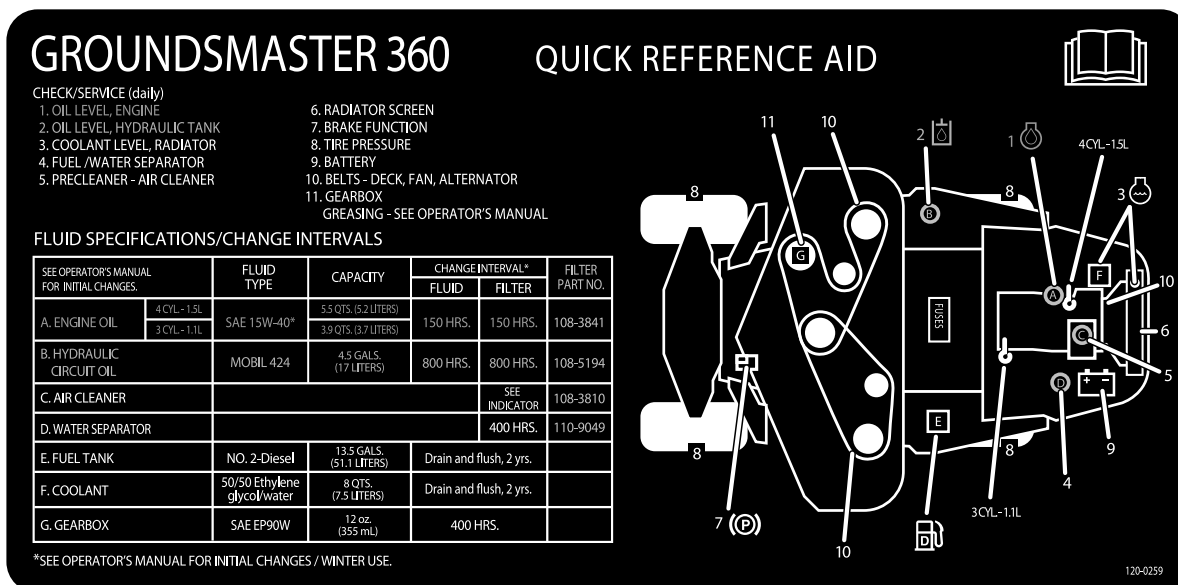 GROUNDSMASTER 360
QUICK REFERENCE AID
CHECK/SERVICE (daily)
1. OIL LEVEL, ENGINE
2. OIL LEVEL, HYDRAULIC TANK
3. COOLANT LEVEL, RADIATOR
4. FUEL /WATER SEPARATOR
5. PRECLEANER - AIR CLEANER
6. RADIATOR SCREEN
7. BRAKE FUNCTION
8. TIRE PRESSURE
9. BATTERY
10. BELTS - DECK, FAN, ALTERNATOR
11. GEARBOX
GREASING - SEE OPERATOR'S MANUAL
FLUID SPECIFICATIONS/CHANGE INTERVALS
SEE OPERATOR'S MANUAL
FOR INITIAL CHANGES.
FLUID
TYPE
CAPACITY
CHANGE INTERVAL*
FLUID
FILTER
FILTER
PART NO.
A. ENGINE OIL
4 CYL.- 1.5L
3 CYL.- 1.1L
SAE 15W-40*
5.5 QTS. (5.2 LITERS)
3.9 QTS. (3.7 LITERS)
150 HRS.
150 HRS.
108-3841
B. HYDRAULIC
CIRCUIT OIL
MOBIL 424
4.5 GALS.
(17 LITERS)
800 HRS.
800 HRS.
108-5194
C. AIR CLEANER
SEE
INDICATOR
108-3810
D. WATER SEPARATOR
400 HRS.
110-9049
E. FUEL TANK
NO. 2-Diesel
13.5 GALS.
(51.1 LITERS)
Drain and flush, 2 yrs.
F. COOLANT
50/50 Ethylene
glycol/water
8 QTS.
(7.5 LITERS)
Drain and flush, 2 yrs.
G. GEARBOX
SAE EP90W
12 oz.
(355 mL)
400 HRS.
*SEE OPERATOR'S MANUAL FOR INITIAL CHANGES / WINTER USE.
11
10
2
1
4 CYL.- 1.5L
8
8
3
B
G
F
A
10
FUSES
6
C
5
D
+ -
E
8
8
9
4
3 CYL.- 1.1L
7
P
10
D
120-0259